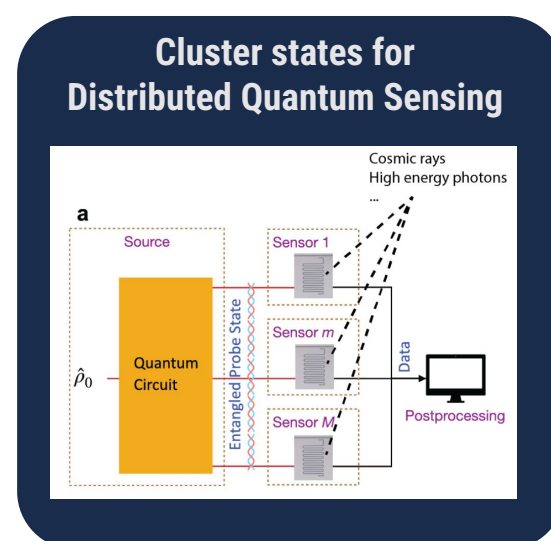 Cluster states for
Distributed Quantum Sensing
Cosmic rays
High energy photons
...
a
Source
Sensor 1
Quantum
Circuit
ρ̂₀
Entangled Probe State
Sensor m
Data
Postprocessing
Sensor M